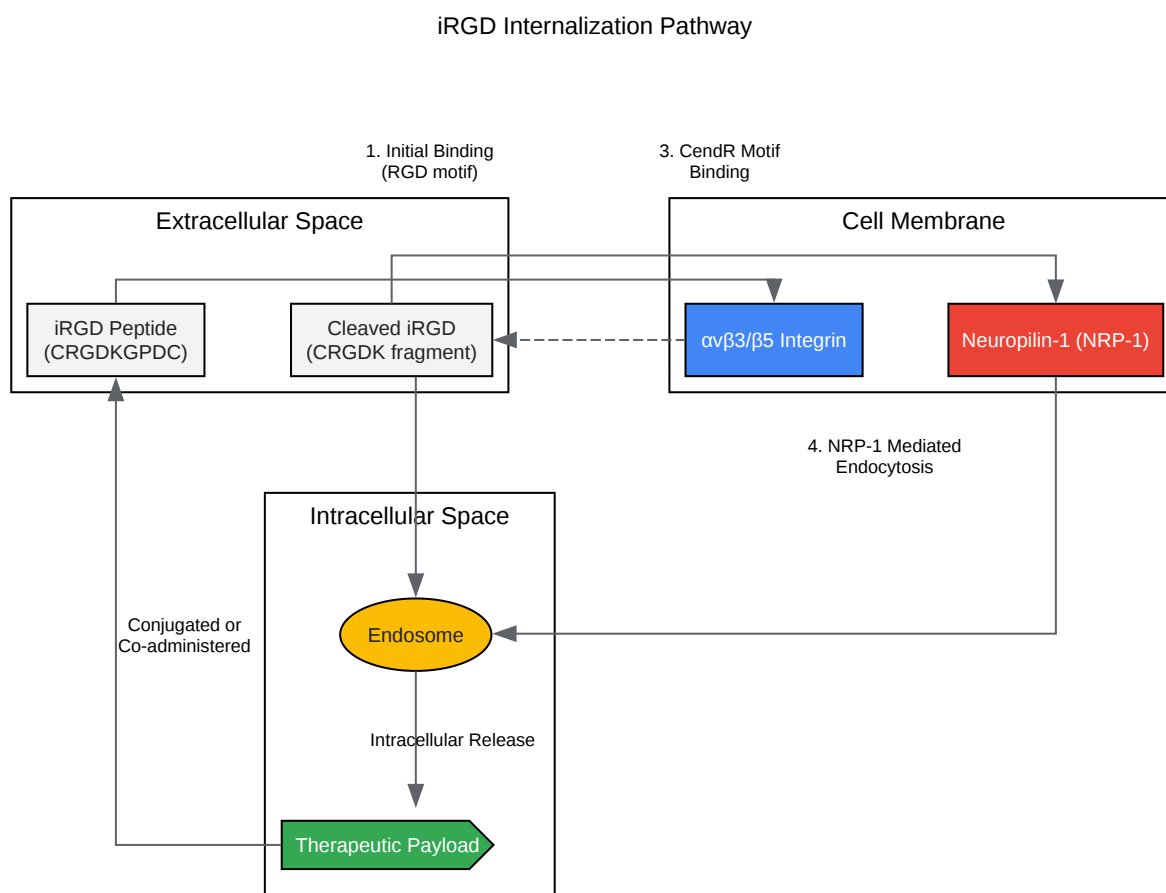 iRGD Internalization Pathway
1. Initial Binding
(RGD motif)
3. CendR Motif
Binding
Extracellular Space
Cell Membrane
iRGD Peptide
(CRGDKGPDC)
Cleaved iRGD
(CRGDK fragment)
αvβ3/β5 Integrin
Neuropilin-1 (NRP-1)
4. NRP-1 Mediated
Endocytosis
Intracellular Space
Conjugated or
Co-administered
Endosome
Intracellular Release
Therapeutic Payload